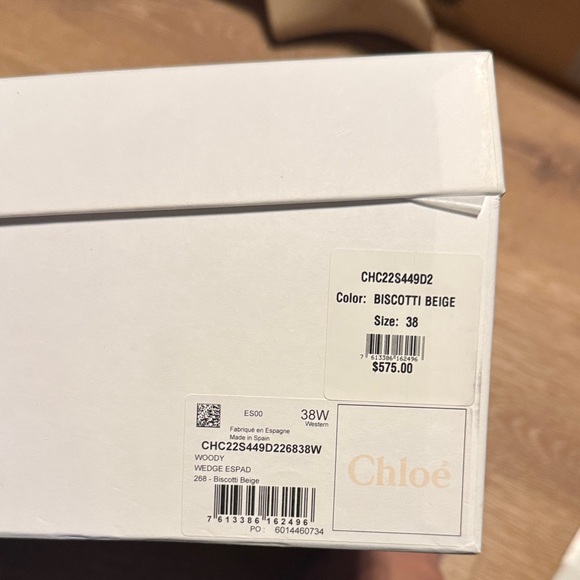 CHC22S449D2
Color: BISCOTTI BEIGE
Size: 38
7 613386 162496
$575.00
ES00
38W
Western
Fabriqué en Espagne
Made in Spain
CHC22S449D226838W
WOODY
WEDGE ESPAD
268 - Biscotti Beige
7 613386 162496
PO : 6014460734
Chloé